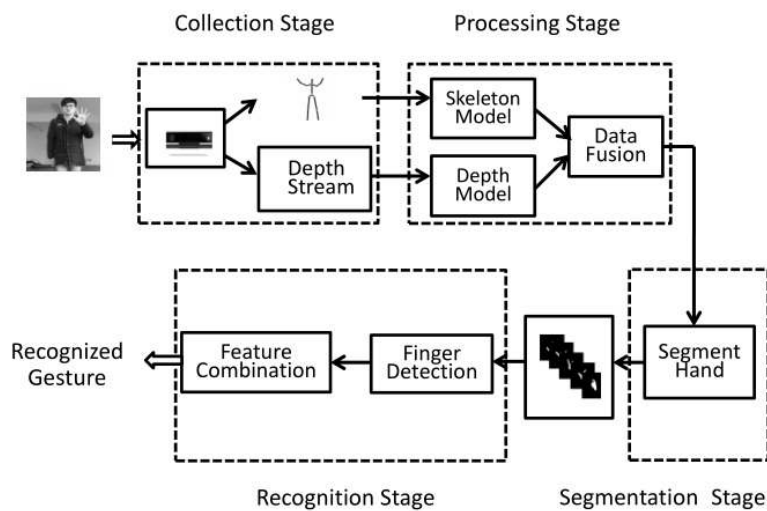 Collection Stage
Processing Stage
Skeleton
Model
Data
Fusion
Depth
Stream
Depth
Model
Recognized
Gesture
Feature
Combination
Finger
Detection
Segment
Hand
Recognition Stage
Segmentation Stage